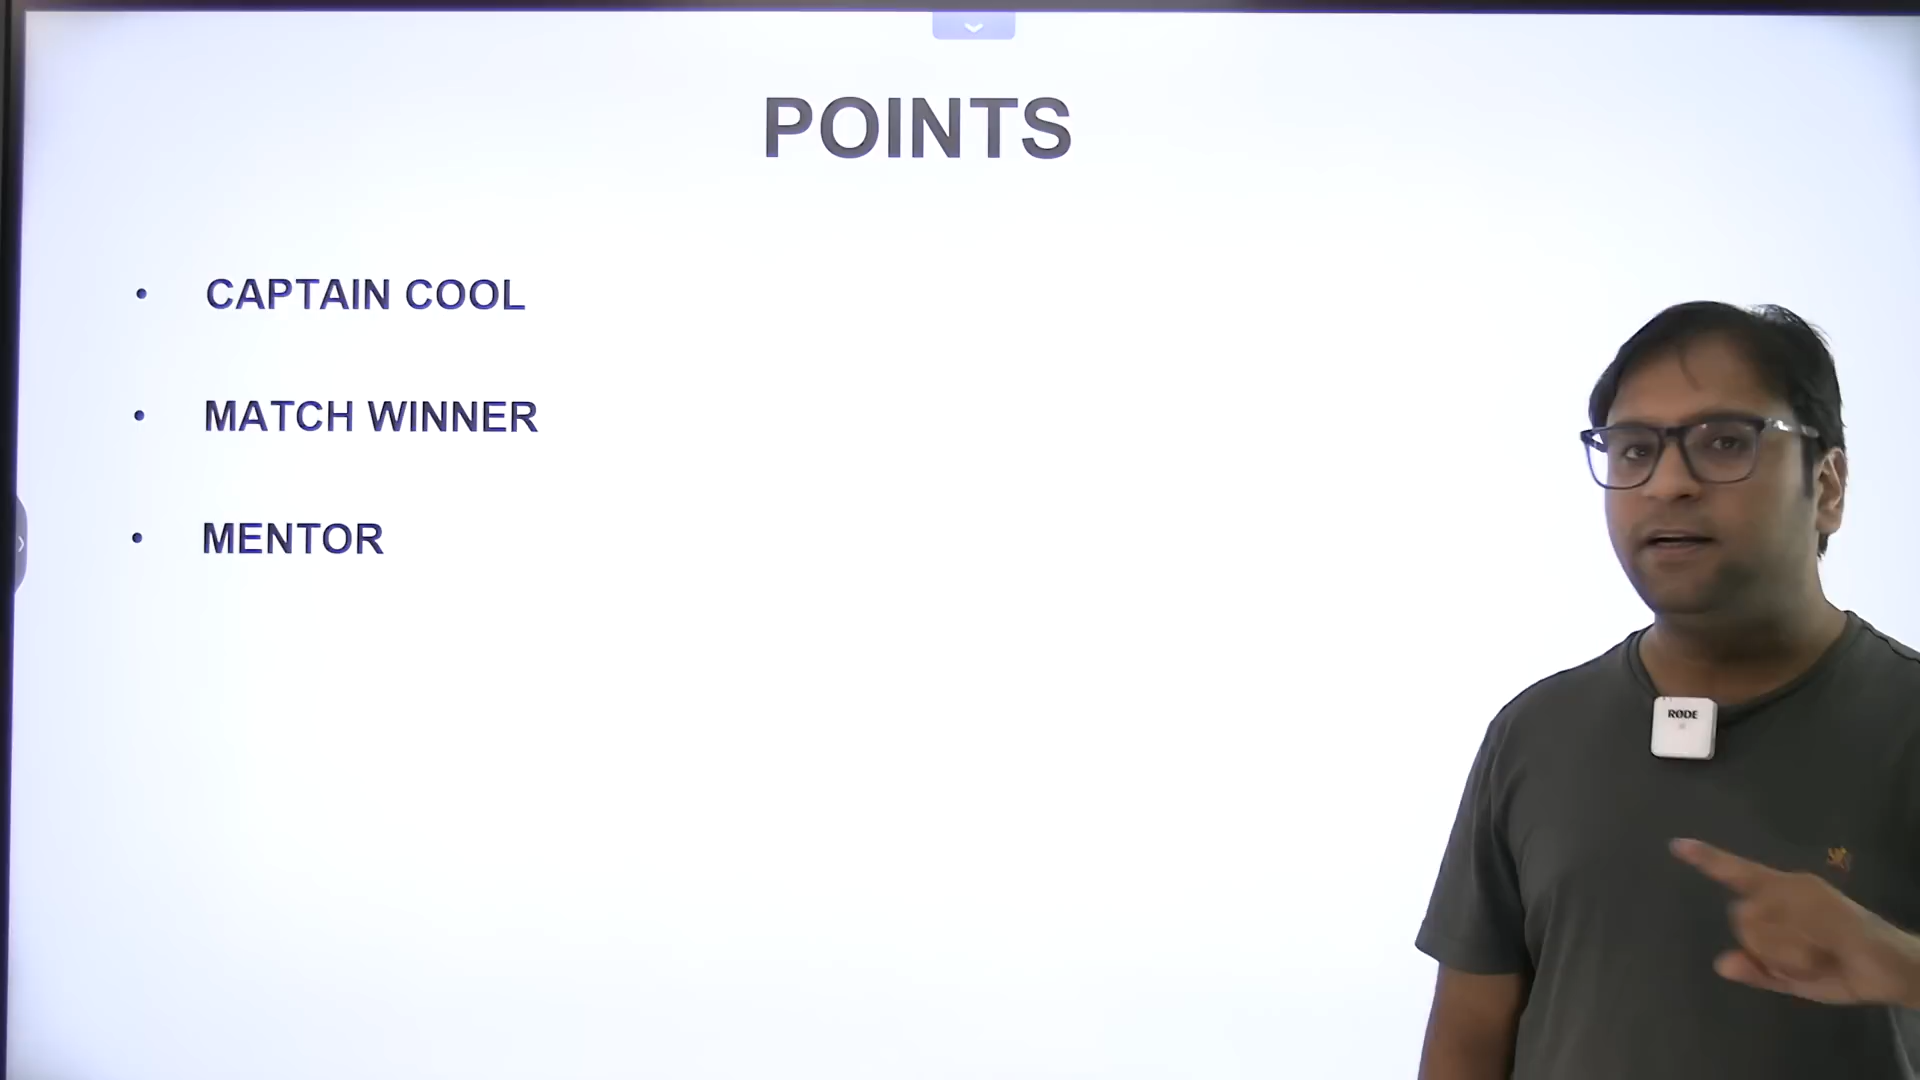 POINTS
• CAPTAIN COOL
• MATCH WINNER
• MENTOR
RØDE